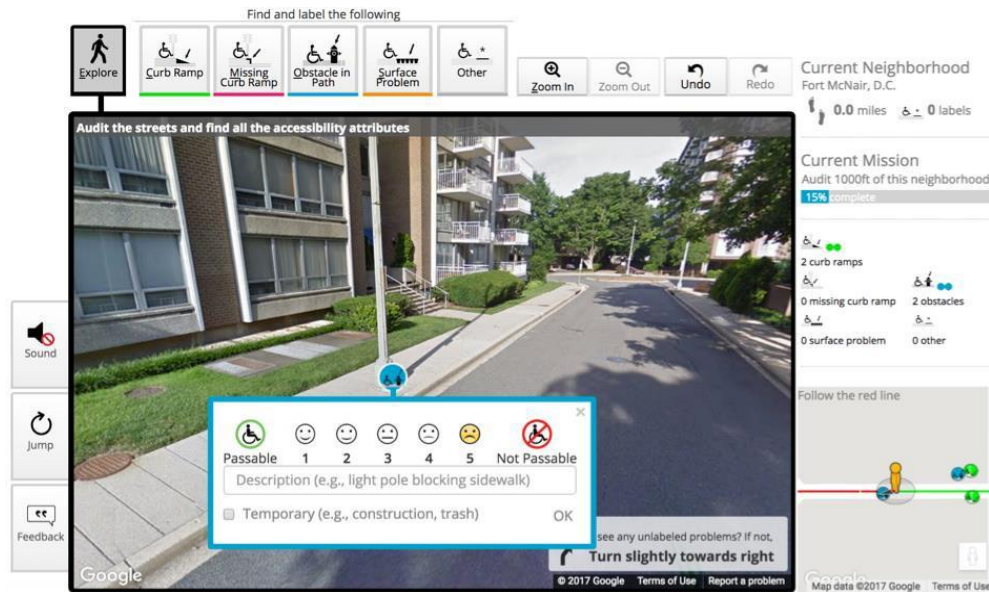 Find and label the following
Explore
Curb Ramp
Missing
Curb Ramp
Obstacle in
Path
Surface
Problem
Other
Zoom In
Zoom Out
Undo
Redo
Current Neighborhood
Fort McNair, D.C.
0.0 miles 0 labels
Current Mission
Audit 1000ft of this neighborhood
15% complete
2 curb ramps
0 missing curb ramp 2 obstacles
0 surface problem 0 other
Audit the streets and find all the accessibility attributes
Sound
Jump
Feedback
×
Passable 1 2 3 4 5 Not Passable
Description (e.g., light pole blocking sidewalk)
Temporary (e.g., construction, trash) OK
see any unlabeled problems? If not,
Turn slightly towards right
Google
© 2017 Google Terms of Use Report a problem
Follow the red line
Google
Map data ©2017 Google Terms of Use